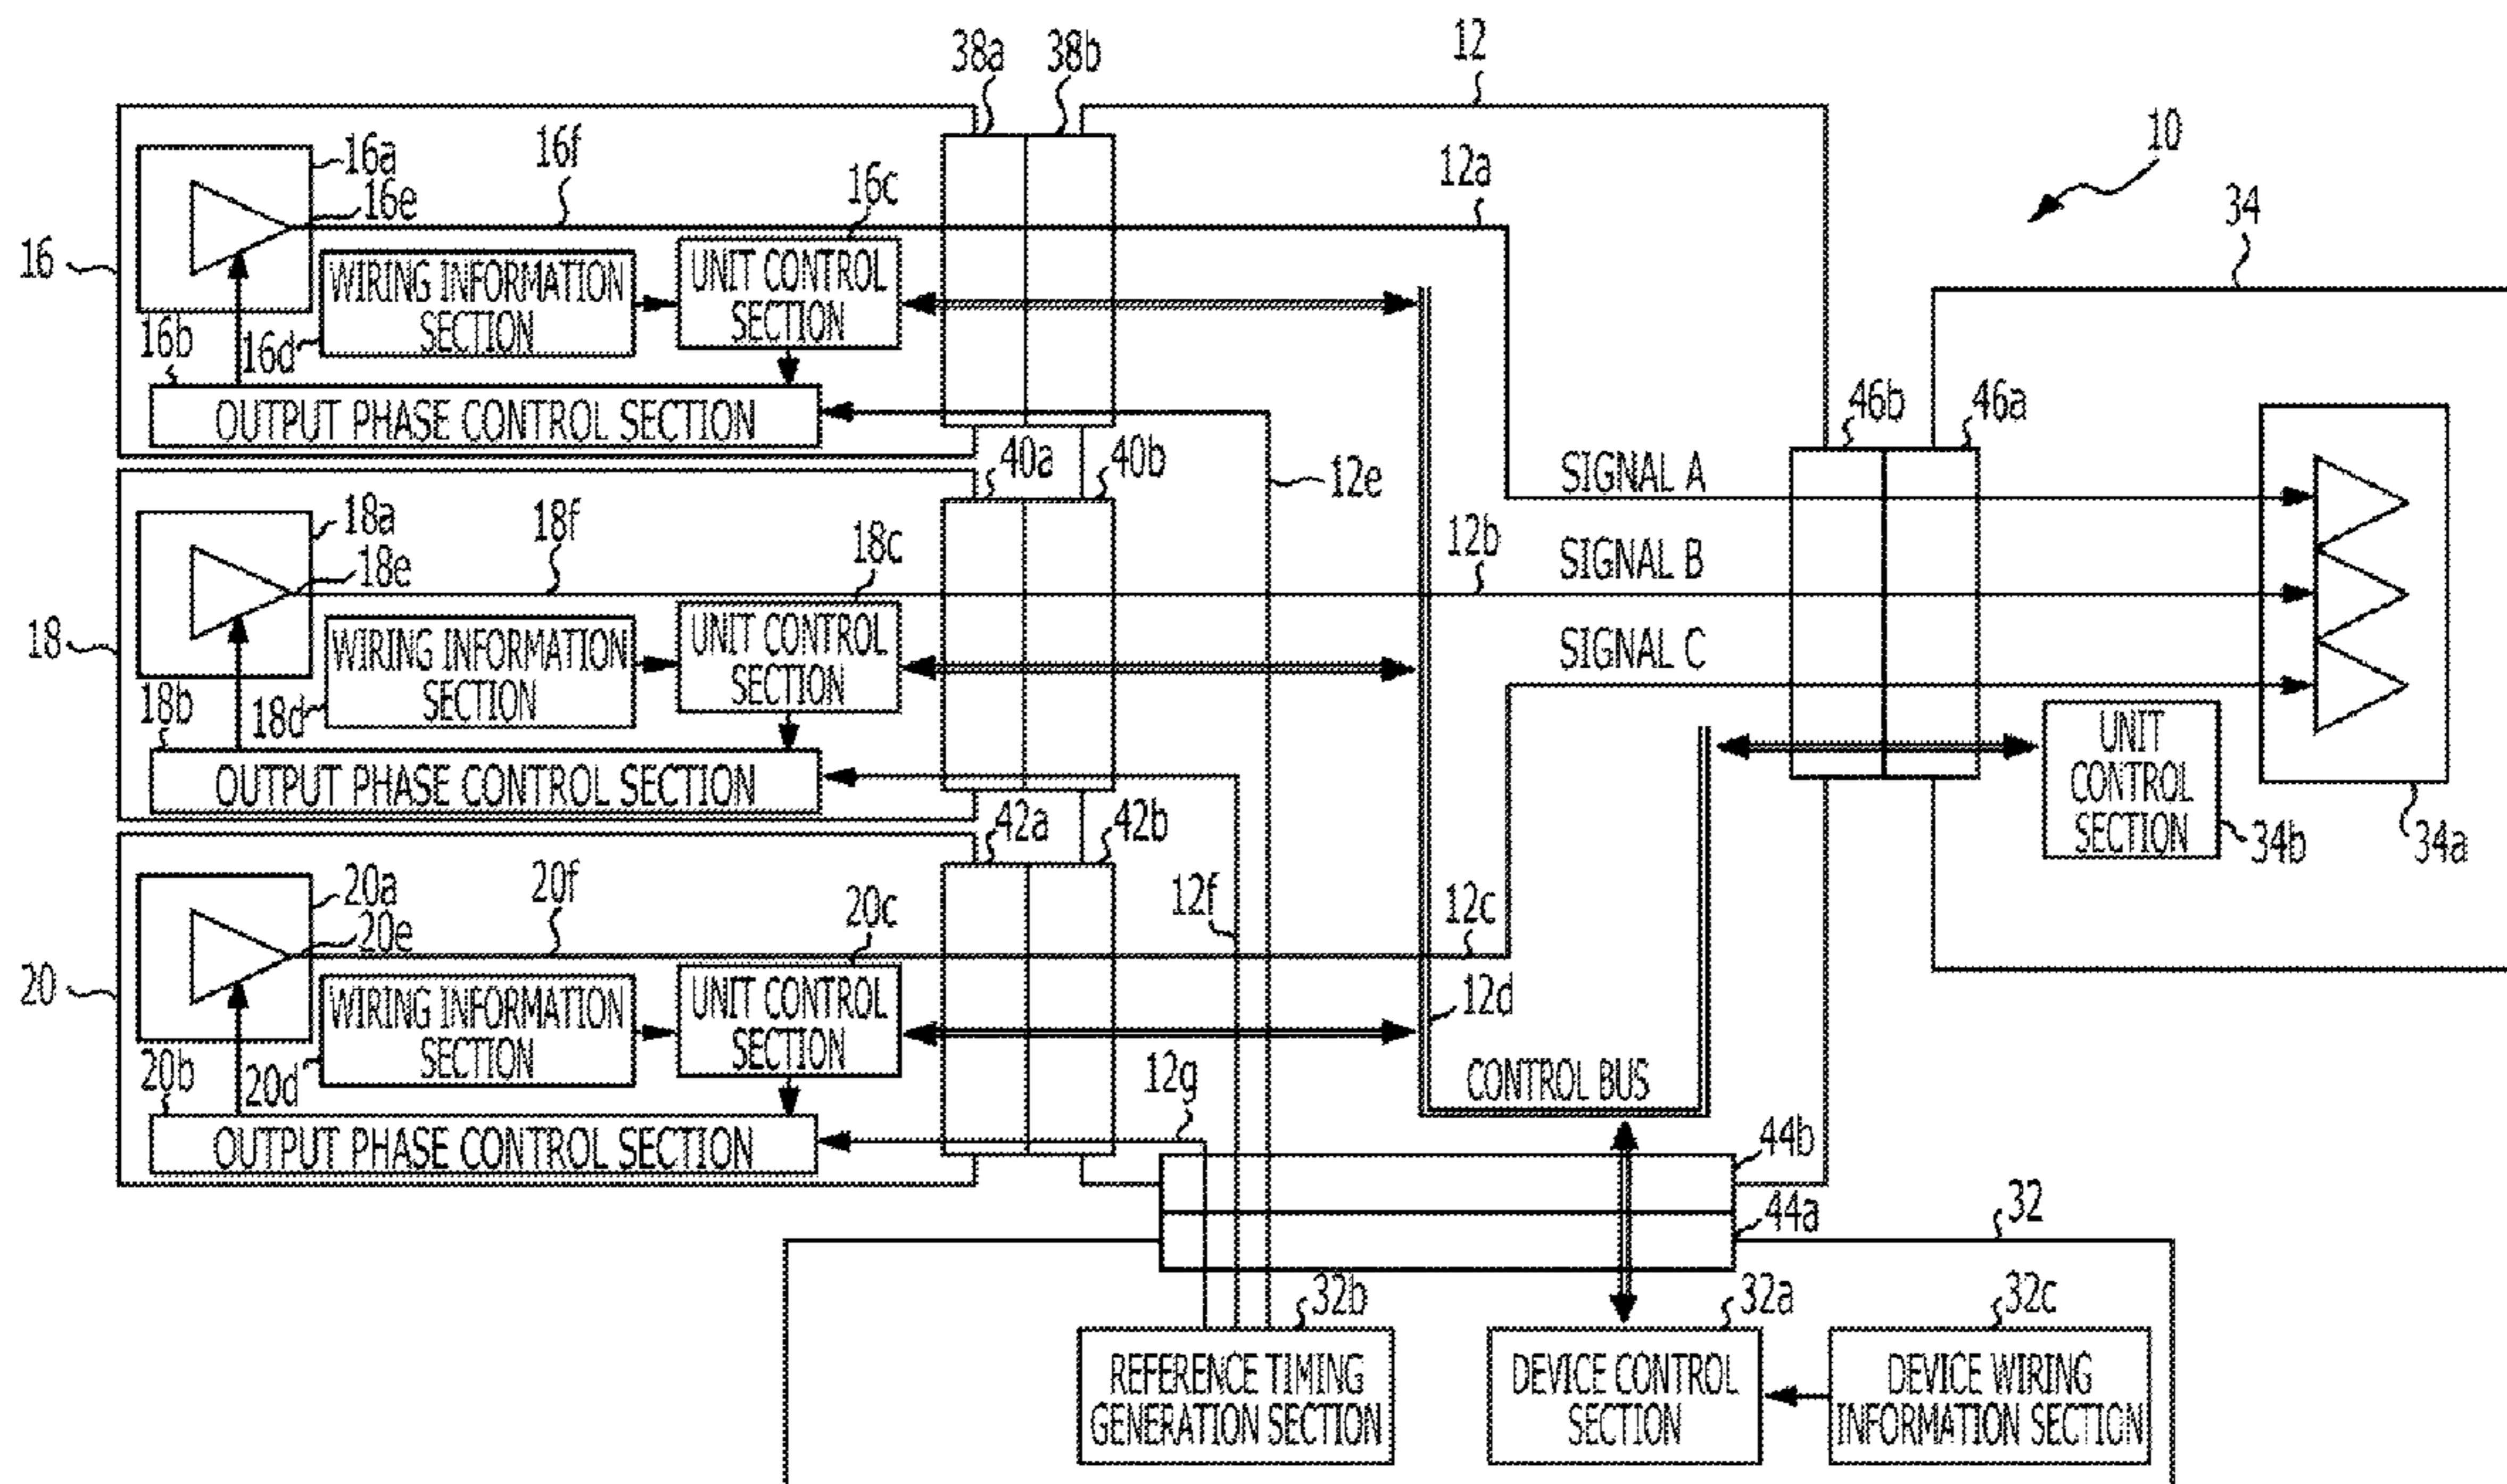 38a
38b
12
10
16a
16f
16c
12a
34
16e
16
WIRING INFORMATION
SECTION
UNIT CONTROL
SECTION
16b
16d
OUTPUT PHASE CONTROL SECTION
46b
46a
40a
40b
12e
SIGNAL A
18a
18f
18c
12b
SIGNAL B
18e
18
WIRING INFORMATION
SECTION
UNIT CONTROL
SECTION
SIGNAL C
18b
18d
OUTPUT PHASE CONTROL SECTION
UNIT
CONTROL
SECTION
34b
34a
42a
42b
20a
20f
20c
12f
12c
20e
20
WIRING INFORMATION
SECTION
UNIT CONTROL
SECTION
12d
20b
20d
12g
CONTROL BUS
OUTPUT PHASE CONTROL SECTION
44b
44a
32
32b
32a
32c
REFERENCE TIMING
GENERATION SECTION
DEVICE CONTROL
SECTION
DEVICE WIRING
INFORMATION SECTION